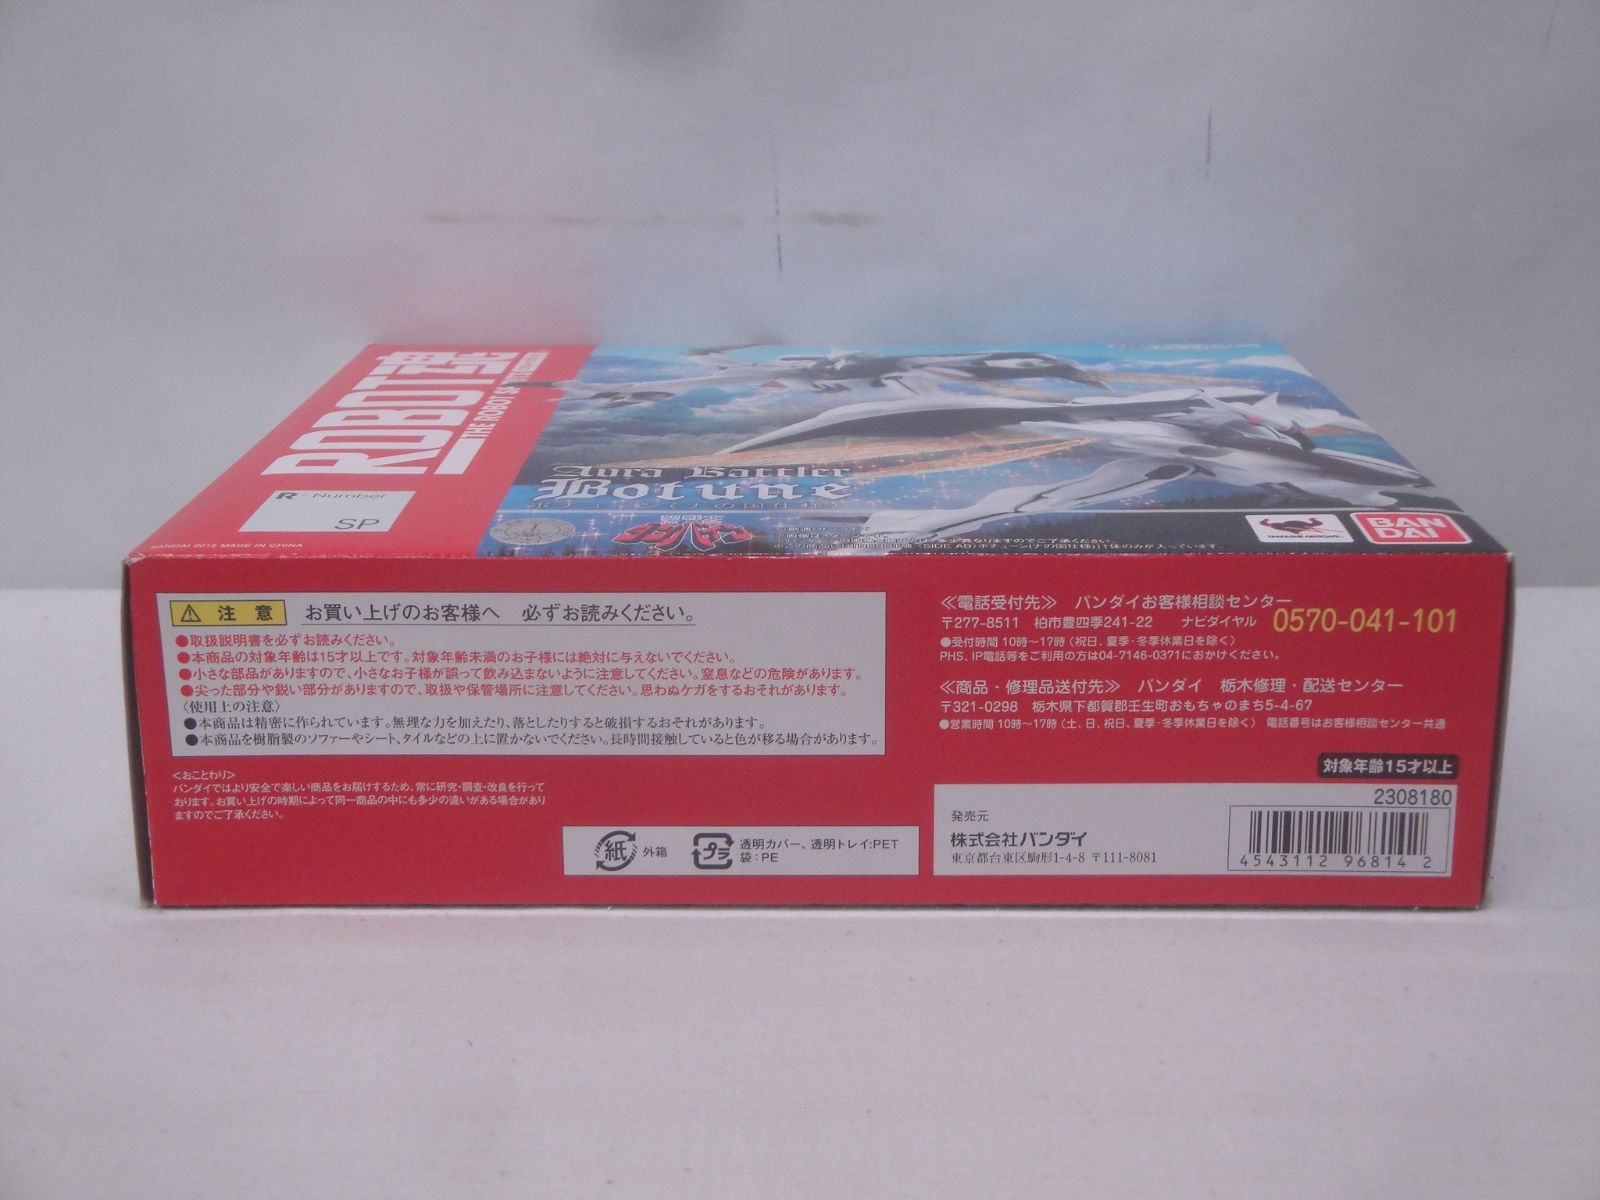 ROBOT魂
THE ROBOT SP
R - Number
SP
BANDAI 2015 MADE IN CHINA
Aura Battler
Botune
聖戦士
ダンバイン
TAMASHII NATIONS
BAN
DAI
注意 お買い上げのお客様へ 必ずお読みください。
●取扱説明書を必ずお読みください。
●本商品の対象年齢は15才以上です。対象年齢未満のお子様には絶対に与えないでください。
●小さな部品がありますので、小さなお子様が誤って飲み込まないように注意してください。窒息などの危険があります。
●尖った部分や鋭い部分がありますので、取扱や保管場所に注意してください。思わぬケガをするおそれがあります。
〈使用上の注意〉
●本商品は精密に作られています。無理な力を加えたり、落としたりすると破損するおそれがあります。
●本商品を樹脂製のソファーやシート、タイルなどの上に置かないでください。長時間接触していると色が移る場合があります。
<おことわり>
バンダイではより安全で楽しい商品をお届けするため、常に研究・調査・改良を行って
おります。お買い上げの時期によって同一商品の中にも多少の違いがある場合があり
ますのでご了承ください。
紙 外箱
プラ 透明カバー、透明トレイ:PET
袋:PE
≪電話受付先≫ バンダイお客様相談センター
〒277-8511 柏市豊四季241-22 ナビダイヤル 0570-041-101
●受付時間 10時～17時(祝日、夏季・冬季休業日を除く)
PHS、IP電話等をご利用の方は04-7146-0371におかけください。
≪商品・修理品送付先≫ バンダイ 栃木修理・配送センター
〒321-0298 栃木県下都賀郡壬生町おもちゃのまち5-4-67
●営業時間 10時～17時(土、日、祝日、夏季・冬季休業日を除く) 電話番号はお客様相談センター共通
対象年齢15才以上
2308180
発売元
株式会社バンダイ
東京都台東区駒形1-4-8 〒111-8081
4543112 968142